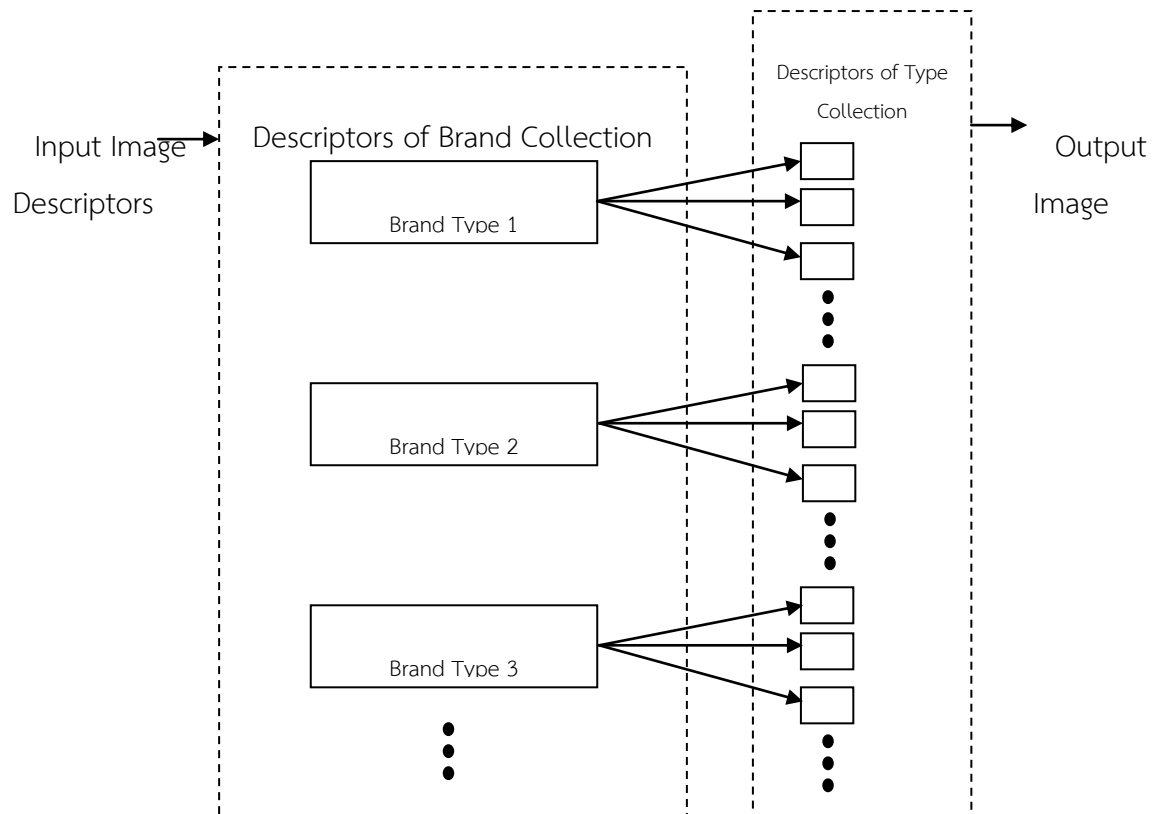 Input Image
Descriptors
Descriptors of Brand Collection
Brand Type 1
Brand Type 2
Brand Type 3
Descriptors of Type
Collection
Output
Image